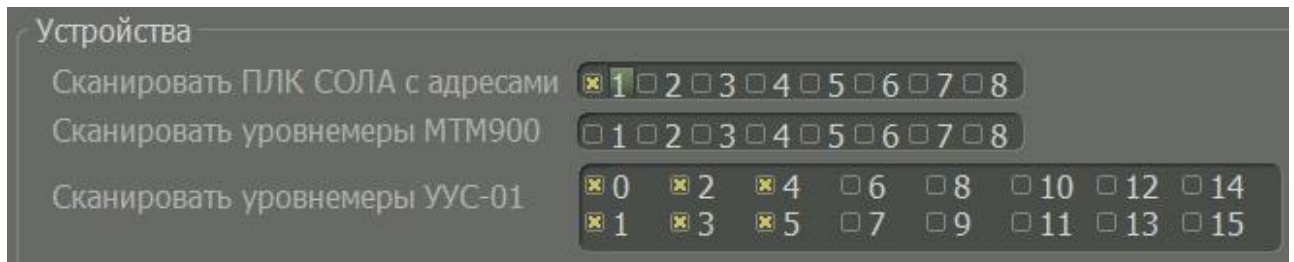 Устройства
Сканировать ПЛК СОЛА с адресами 1 2 3 4 5 6 7 8
Сканировать уровнемеры МТМ900 1 2 3 4 5 6 7 8
Сканировать уровнемеры УУС-01
0 2 4 6 8 10 12 14
1 3 5 7 9 11 13 15